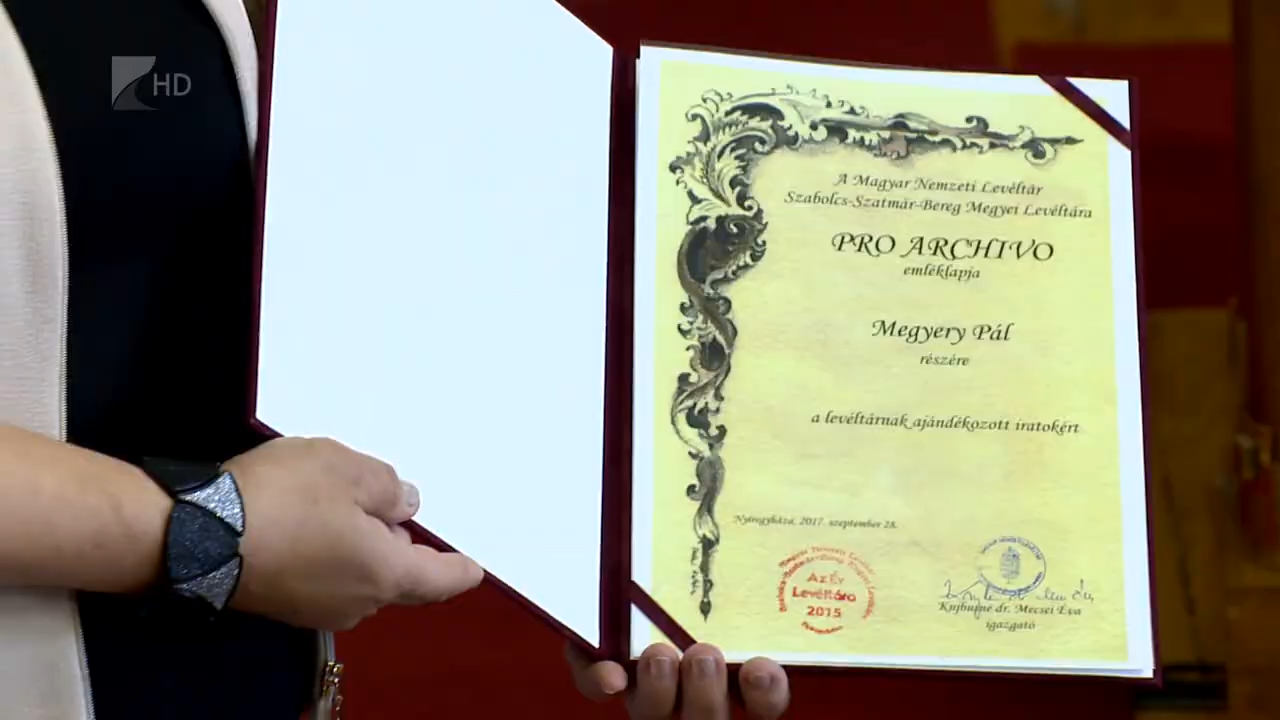 HD
A Magyar Nemzeti Levéltár
Szabolcs-Szatmár-Bereg Megyei Levéltára
PRO ARCHIVO
emléklapja
Megyery Pál
részére
a levéltárnak ajándékozott iratokért
Nyíregyháza, 2017. szeptember 28.
Az Év
Levéltára
2015
Kujbusné dr. Mecsei Éva
igazgató